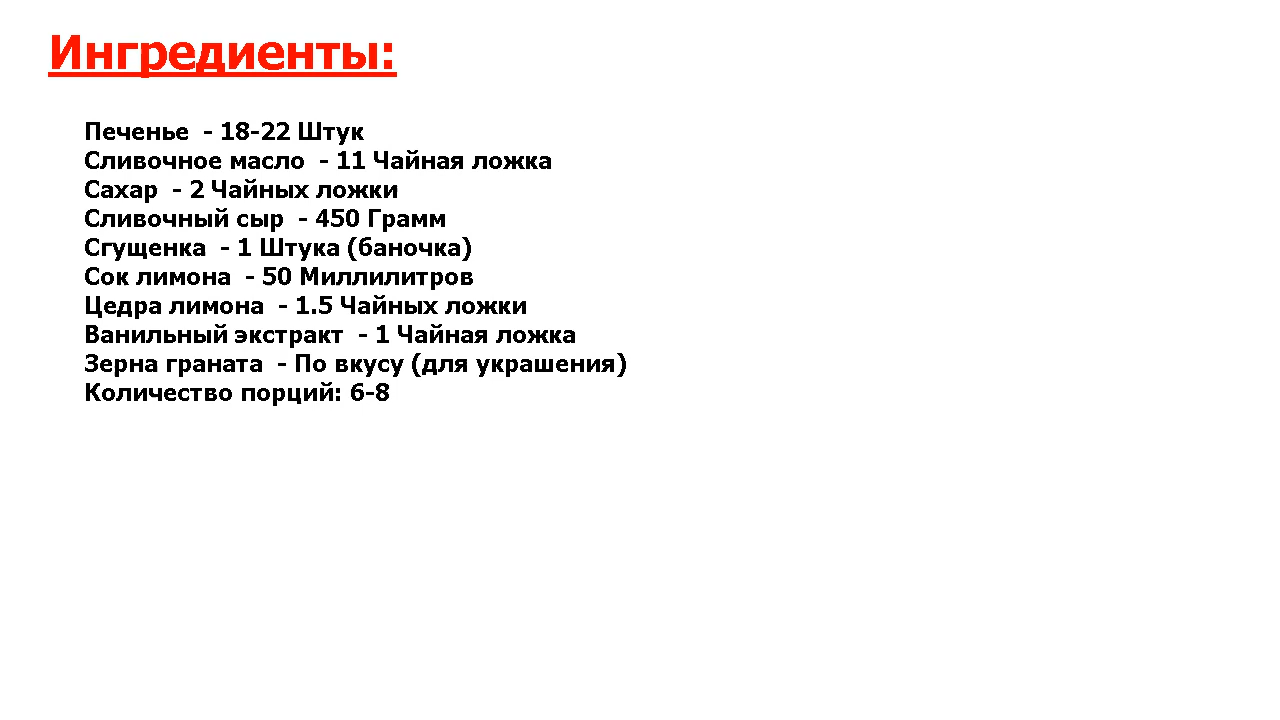 Ингредиенты:
Печенье  - 18-22 Штук
Сливочное масло  - 11 Чайная ложка
Сахар  - 2 Чайных ложки
Сливочный сыр  - 450 Грамм
Сгущенка  - 1 Штука (баночка)
Сок лимона  - 50 Миллилитров
Цедра лимона  - 1.5 Чайных ложки
Ванильный экстракт  - 1 Чайная ложка
Зерна граната  - По вкусу (для украшения)
Количество порций: 6-8